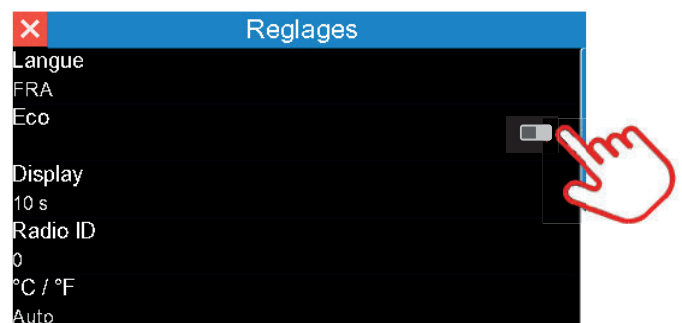 Reglages
Langue
FRA
Eco
Display
10 s
Radio ID
0
°C / °F
Auto